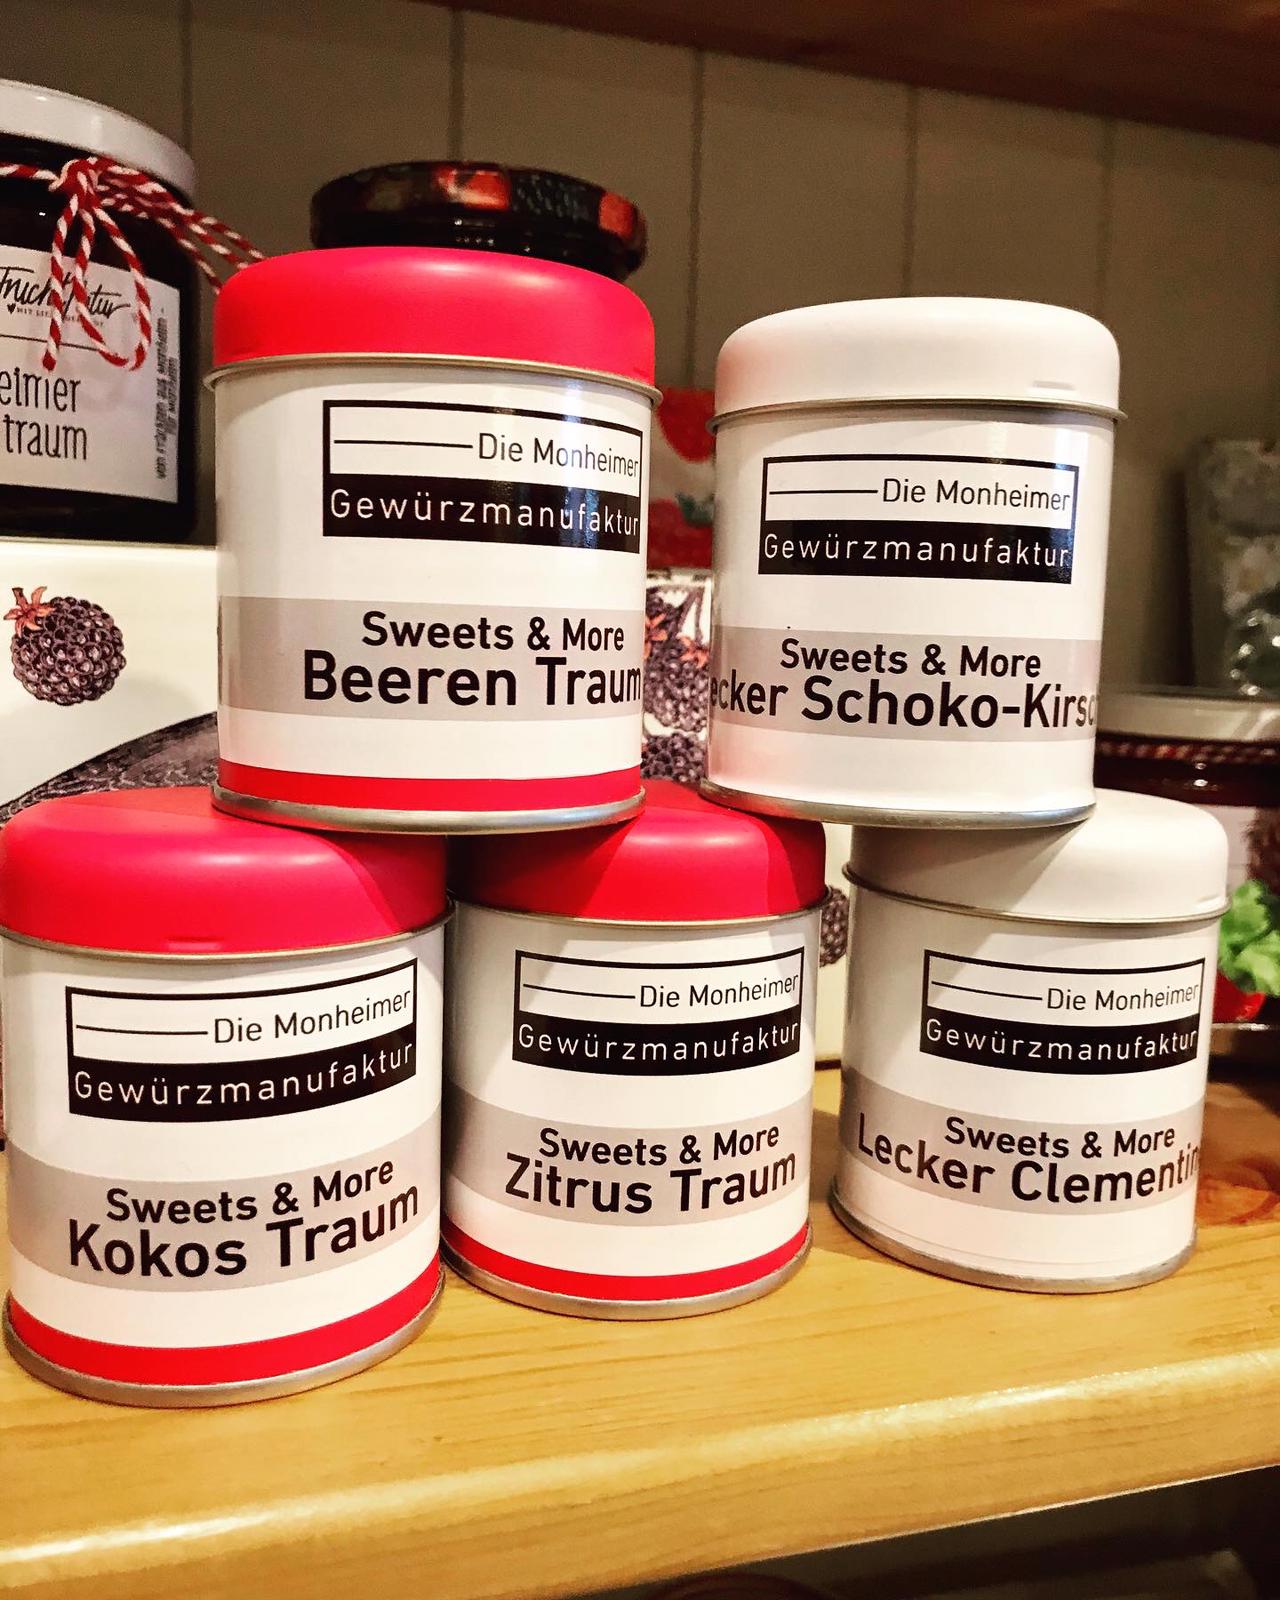 eimer
traum
Die Monheimer
Gewürzmanufaktur
Sweets & More
Beeren Traum
Die Monheimer
Gewürzmanufaktur
Sweets & More
ecker Schoko-Kirsc
Die Monheimer
Gewürzmanufaktur
Sweets & More
Kokos Traum
Die Monheimer
Gewürzmanufaktur
Sweets & More
Zitrus Traum
Die Monheimer
Gewürzmanufaktur
Sweets & More
Lecker Clementin